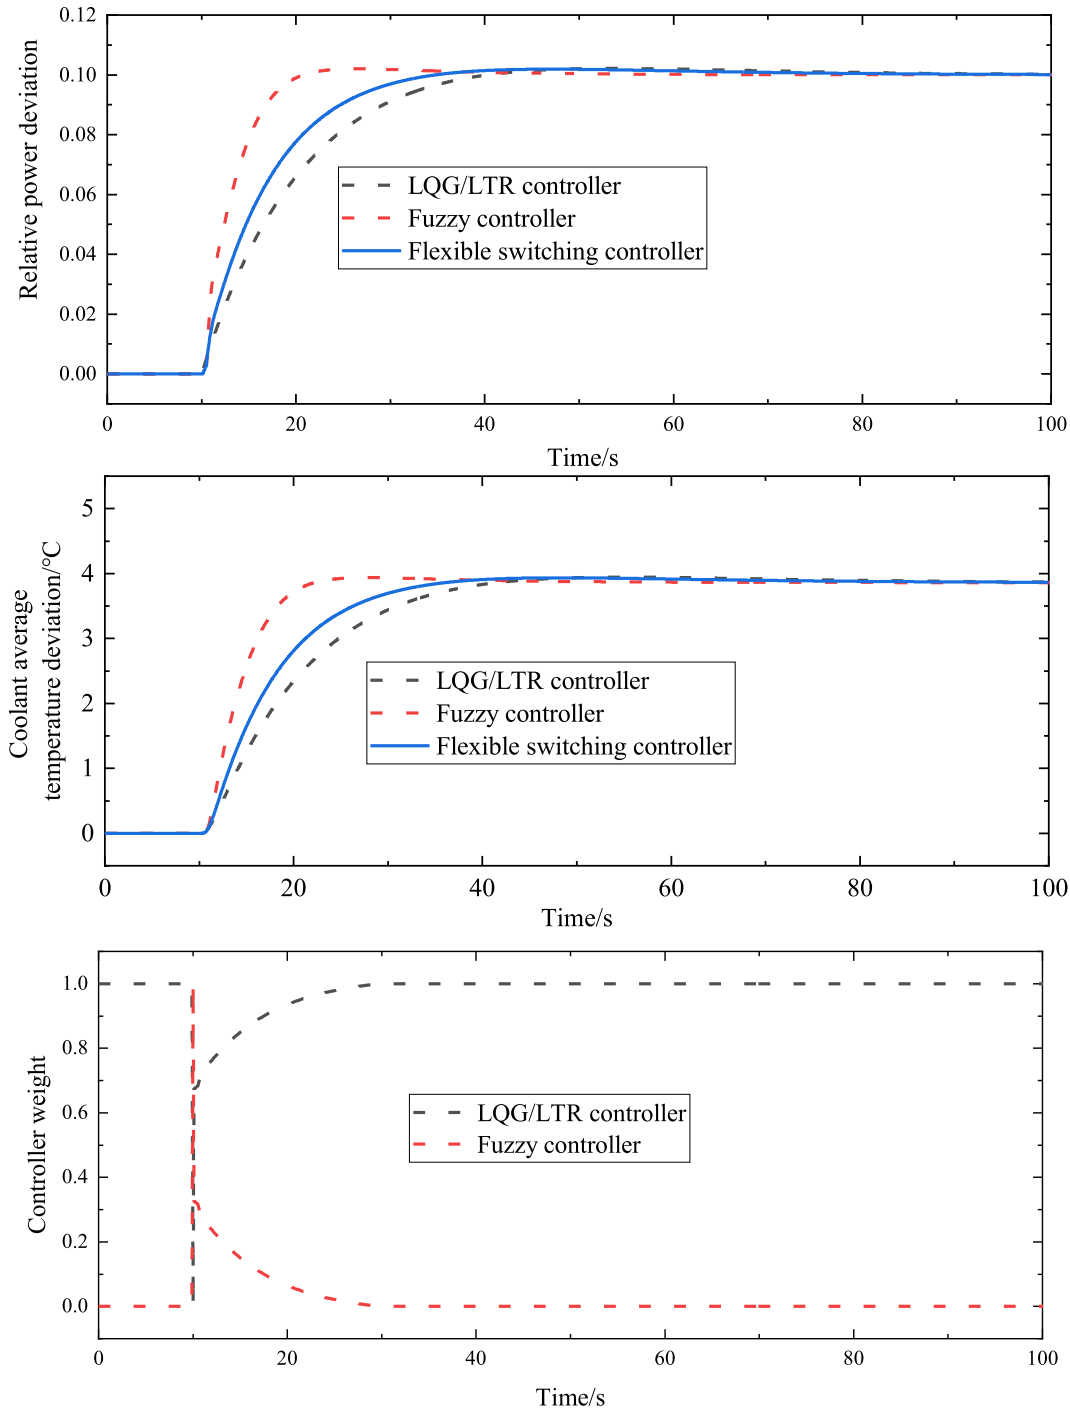 0.12
0.10
0.08
0.06
0.04
0.02
0.00
Relative power deviation
LQG/LTR controller
Fuzzy controller
Flexible switching controller
0 20 40 60 80 100
Time/s
5
4
3
2
1
0
Coolant average
temperature deviation/°C
LQG/LTR controller
Fuzzy controller
Flexible switching controller
0 20 40 60 80 100
Time/s
1.0
0.8
0.6
0.4
0.2
0.0
Controller weight
LQG/LTR controller
Fuzzy controller
0 20 40 60 80 100
Time/s